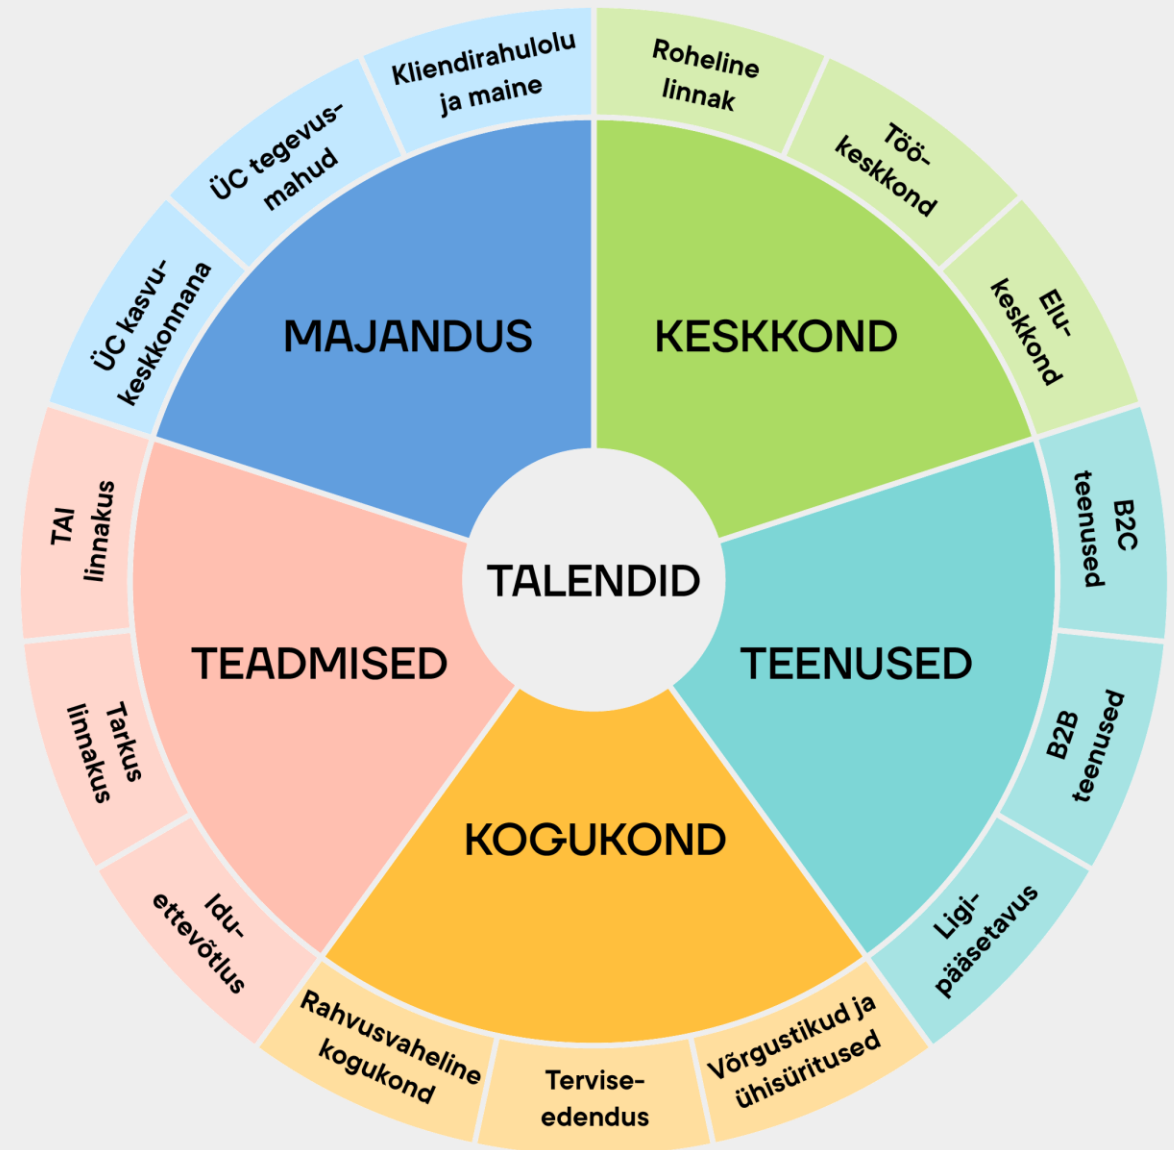 Kliendirahulolu
ja maine
Roheline
linnak
ÜC tegevus-
mahud
Töö-
keskkond
ÜC kasvu-
keskkonnana
Elu-
keskkond
MAJANDUS
KESKKOND
TAI
linnakus
B2C
teenused
TALENDID
TEADMISED
TEENUSED
Tarkus
linnakus
B2B
teenused
KOGUKOND
Idu-
ettevõtlus
Ligi-
pääsetavus
Rahvusvaheline
kogukond
Tervise-
edendus
Võrgustikud ja
ühisüritused